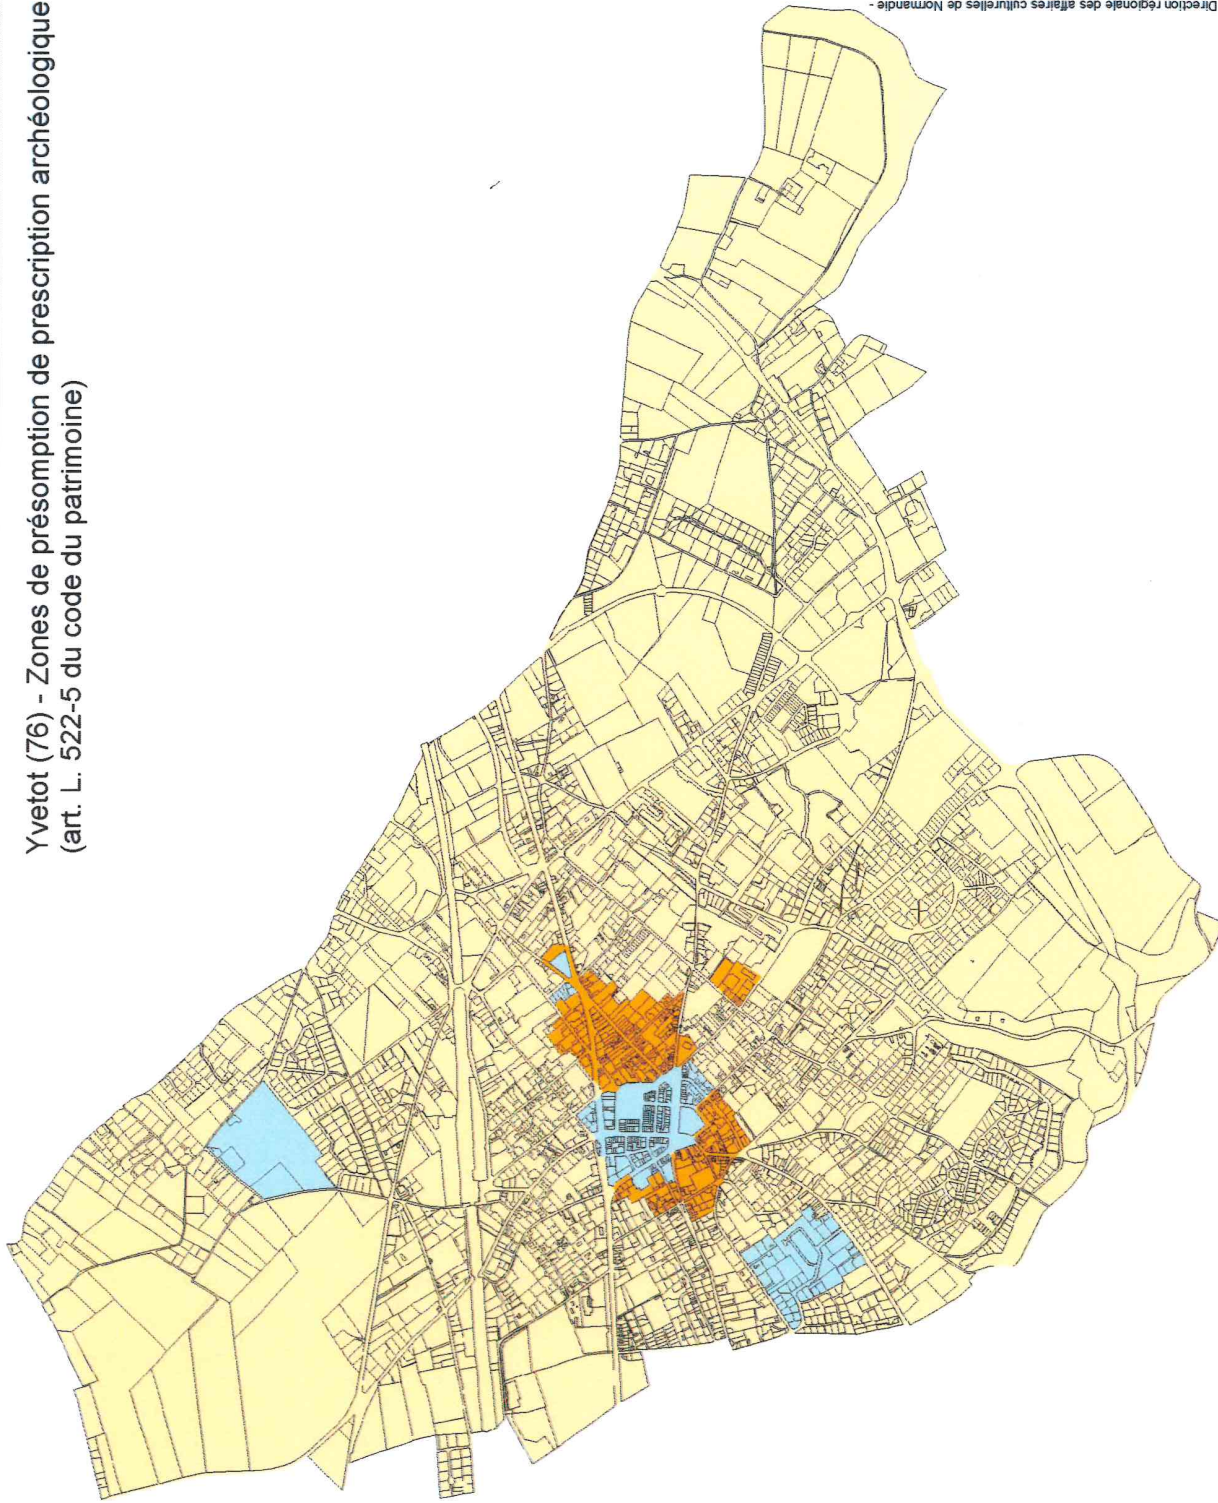 Yvetot (76) - Zones de présomption de prescription archéologique
(art. L. 522-5 du code du patrimoine)
Direction régionale des affaires culturelles de Normandie -